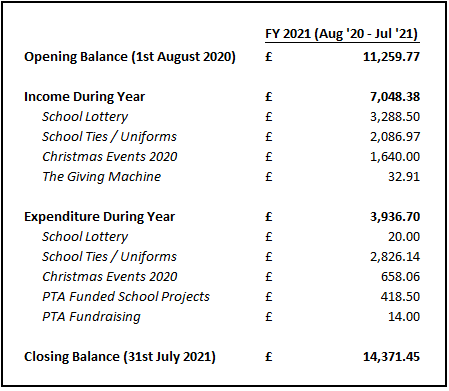 FY 2021 (Aug '20 - Jul '21)
Opening Balance (1st August 2020) £ 11,259.77
Income During Year £ 7,048.38
School Lottery £ 3,288.50
School Ties / Uniforms £ 2,086.97
Christmas Events 2020 £ 1,640.00
The Giving Machine £ 32.91
Expenditure During Year £ 3,936.70
School Lottery £ 20.00
School Ties / Uniforms £ 2,826.14
Christmas Events 2020 £ 658.06
PTA Funded School Projects £ 418.50
PTA Fundraising £ 14.00
Closing Balance (31st July 2021) £ 14,371.45